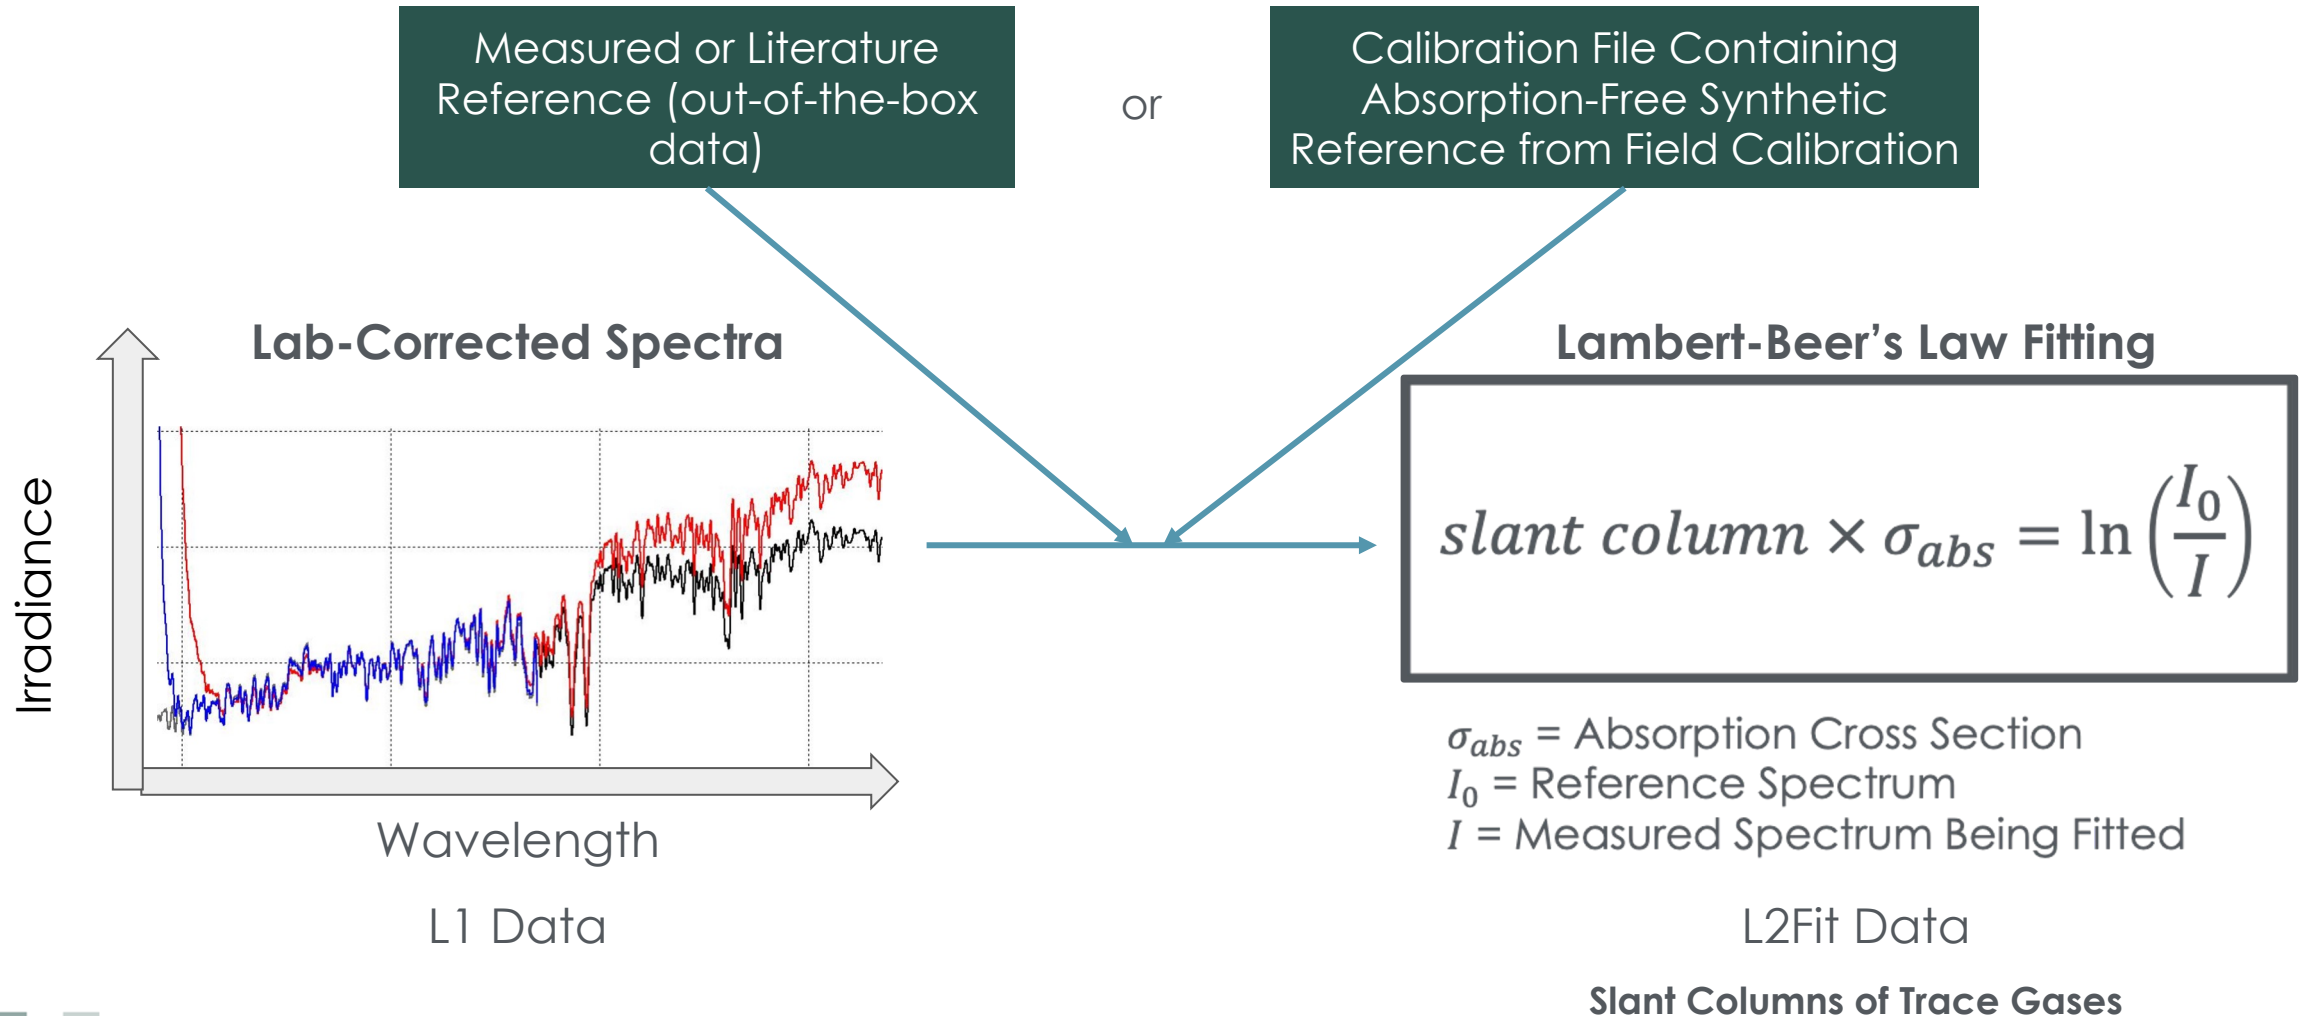 Measured or Literature
Reference (out-of-the-box
data)
or
Calibration File Containing
Absorption-Free Synthetic
Reference from Field Calibration
Lab-Corrected Spectra
Irradiance
Wavelength
L1 Data
Lambert-Beer’s Law Fitting
slant column × σ_abs = ln(I₀/I)
σ_abs = Absorption Cross Section
I₀ = Reference Spectrum
I = Measured Spectrum Being Fitted
L2Fit Data
Slant Columns of Trace Gases